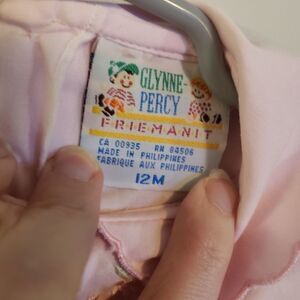 GLYNNE-
PERCY
FRIEMANIT
CA 00935 RN 84506
MADE IN PHILIPPINES
FABRIQUE AUX PHILIPPINES
12M